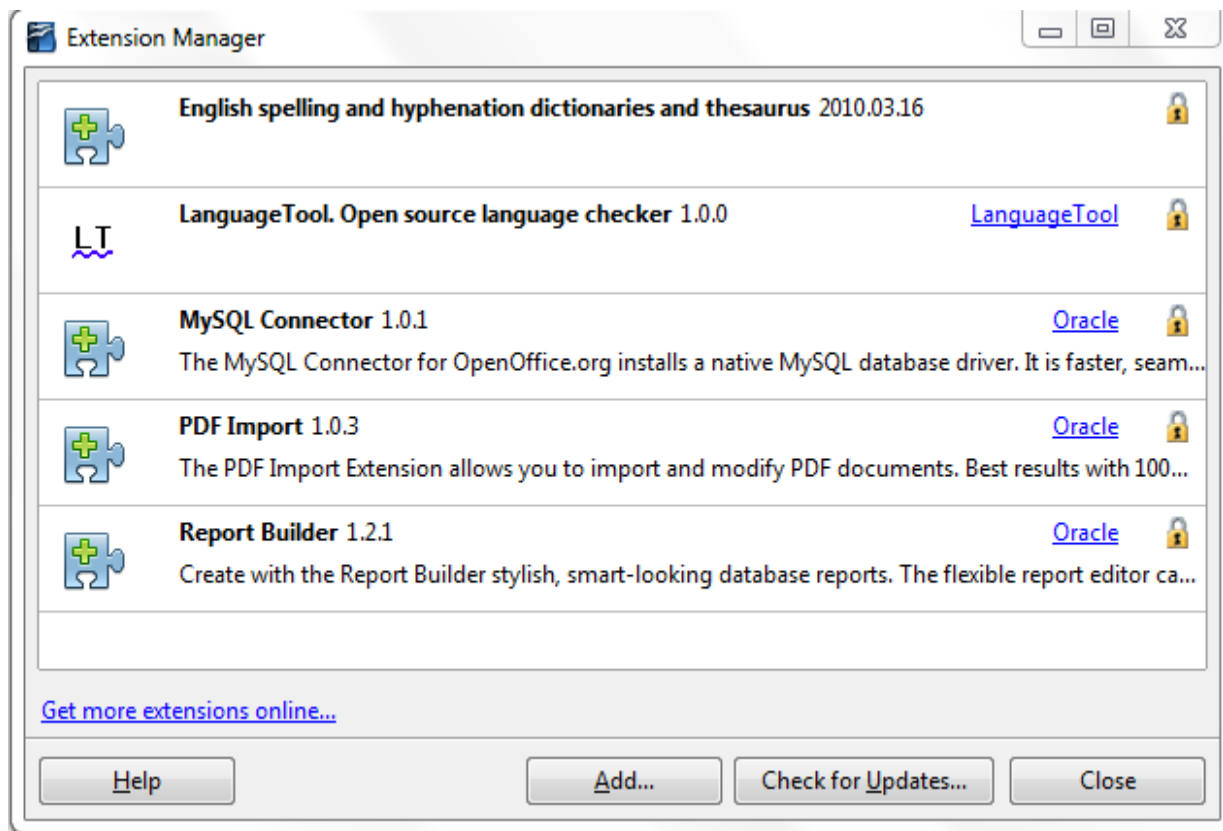 Extension Manager
English spelling and hyphenation dictionaries and thesaurus 2010.03.16
LT
LanguageTool. Open source language checker 1.0.0 LanguageTool
MySQL Connector 1.0.1 Oracle
The MySQL Connector for OpenOffice.org installs a native MySQL database driver. It is faster, seam...
PDF Import 1.0.3 Oracle
The PDF Import Extension allows you to import and modify PDF documents. Best results with 100...
Report Builder 1.2.1 Oracle
Create with the Report Builder stylish, smart-looking database reports. The flexible report editor ca...
Get more extensions online...
Help Add... Check for Updates... Close